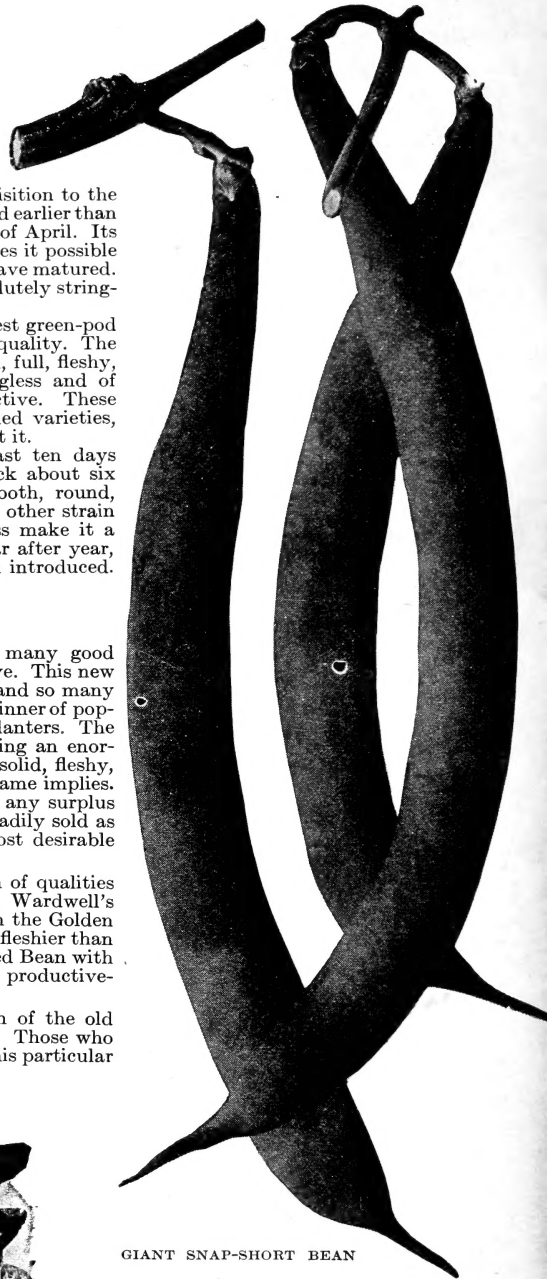 isition to the
d earlier than
of April. Its
es it possible
ave matured.
lutely string-
est green-pod
quality. The
, full, fleshy,
gless and of
ctive. These
ed varieties,
t it.
ast ten days
ck about six
ooth, round,
other strain
s make it a
r after year,
introduced.
many good
ve. This new
and so many
inner of pop-
lanters. The
ing an enor-
solid, fleshy,
ame implies.
any surplus
adily sold as
ost desirable
of qualities
Wardwell's
n the Golden
fleshier than
ed Bean with
productive-
n of the old
Those who
his particular
GIANT SNAP-SHORT BEAN